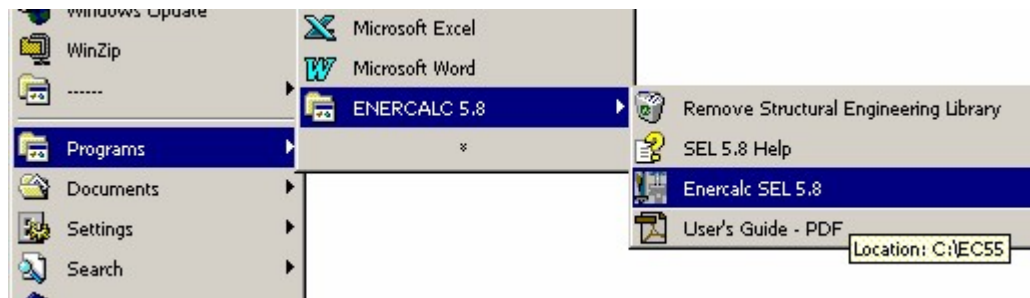 Windows Update
WinZip
------
Programs
Documents
Settings
Search
Microsoft Excel
Microsoft Word
ENERCALC 5.8
Remove Structural Engineering Library
SEL 5.8 Help
Enercalc SEL 5.8
User's Guide - PDF
Location: C:\EC55